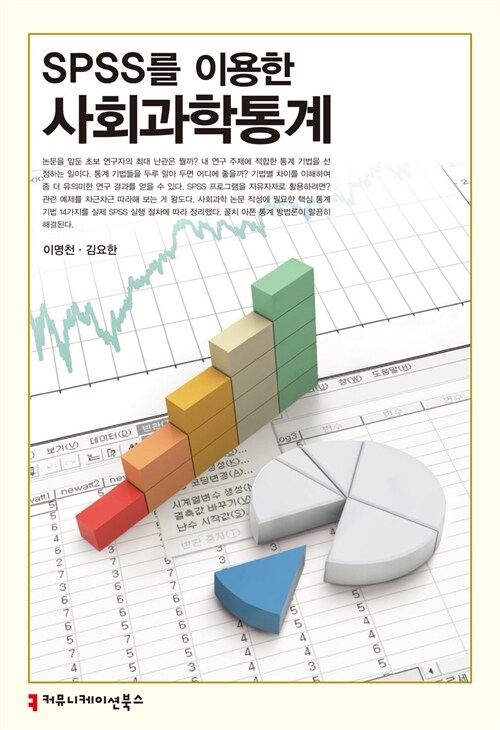 SPSS를 이용한
사회과학통계
논문을 앞둔 초보 연구자의 최대 난관은 뭘까? 내 연구 주제에 적합한 통계 기법을 선
정하는 일이다. 통계 기법들을 두루 알아 두면 어디에 좋을까? 기법별 차이를 이해하여
좀 더 유의미한 연구 결과를 얻을 수 있다. SPSS 프로그램을 자유자재로 활용하려면?
관련 예제를 차근차근 따라해 보는 게 왕도다. 사회과학 논문 작성에 필요한 핵심 통계
기법 14가지를 실제 SPSS 실행 절차에 따라 정리했다. 골치 아픈 통계 방법론이 말끔히
해결된다.
이명천 · 김요한
창(W) 도움말(H)
보기(V) 데이터(D) 변환(T)
변수 변수
watt1 newatt2 newatt3
코딩변경(R)
시계열변수 생성(M)
결측값 바꾸기(V)
난수 시작값(S)
변환 중지(T)
커뮤니케이션북스